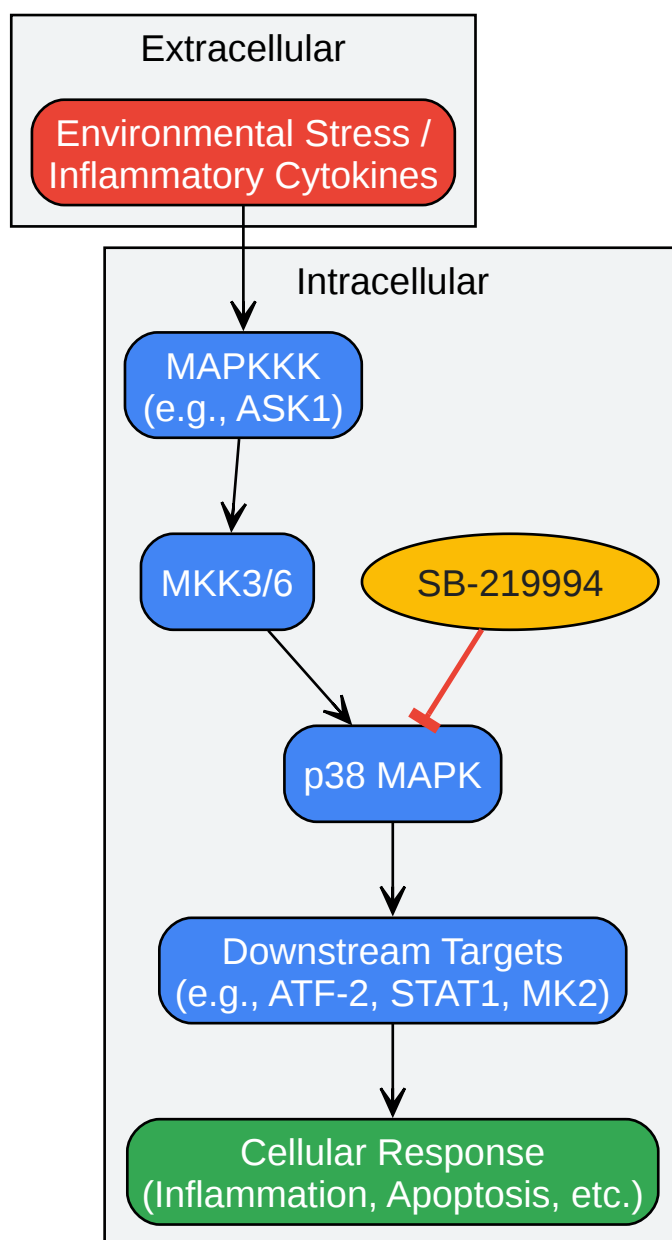 Extracellular
Environmental Stress /
Inflammatory Cytokines
Intracellular
MAPKKK
(e.g., ASK1)
MKK3/6
SB-219994
p38 MAPK
Downstream Targets
(e.g., ATF-2, STAT1, MK2)
Cellular Response
(Inflammation, Apoptosis, etc.)